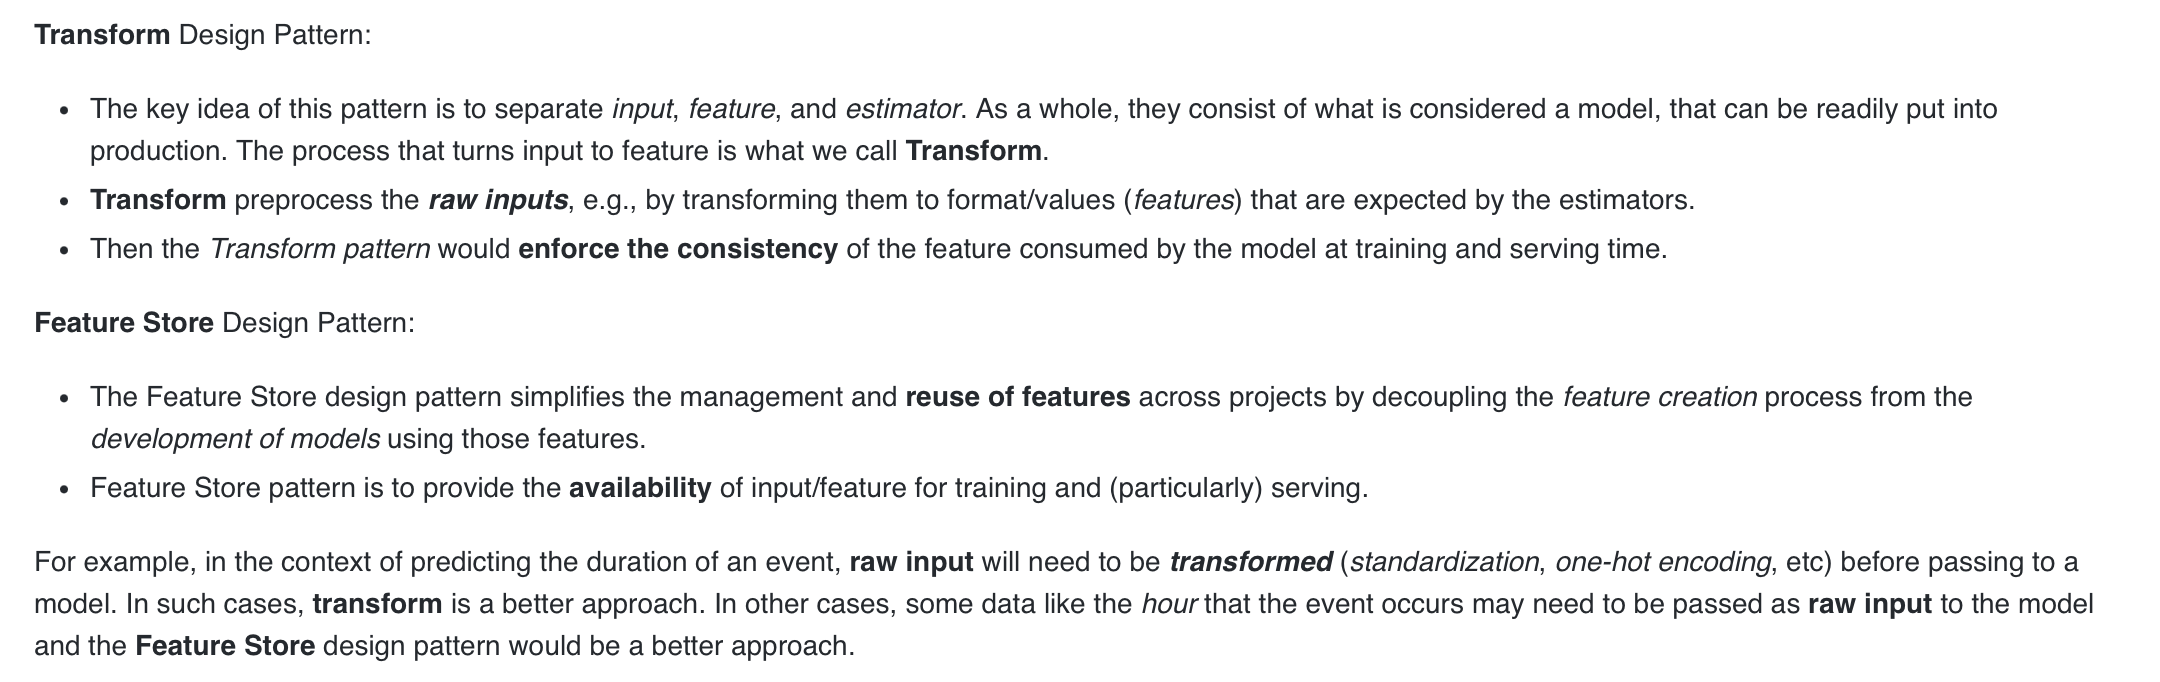 Transform Design Pattern:
• The key idea of this pattern is to separate input, feature, and estimator. As a whole, they consist of what is considered a model, that can be readily put into
production. The process that turns input to feature is what we call Transform.
• Transform preprocess the raw inputs, e.g., by transforming them to format/values (features) that are expected by the estimators.
• Then the Transform pattern would enforce the consistency of the feature consumed by the model at training and serving time.
Feature Store Design Pattern:
• The Feature Store design pattern simplifies the management and reuse of features across projects by decoupling the feature creation process from the
development of models using those features.
• Feature Store pattern is to provide the availability of input/feature for training and (particularly) serving.
For example, in the context of predicting the duration of an event, raw input will need to be transformed (standardization, one-hot encoding, etc) before passing to a
model. In such cases, transform is a better approach. In other cases, some data like the hour that the event occurs may need to be passed as raw input to the model
and the Feature Store design pattern would be a better approach.